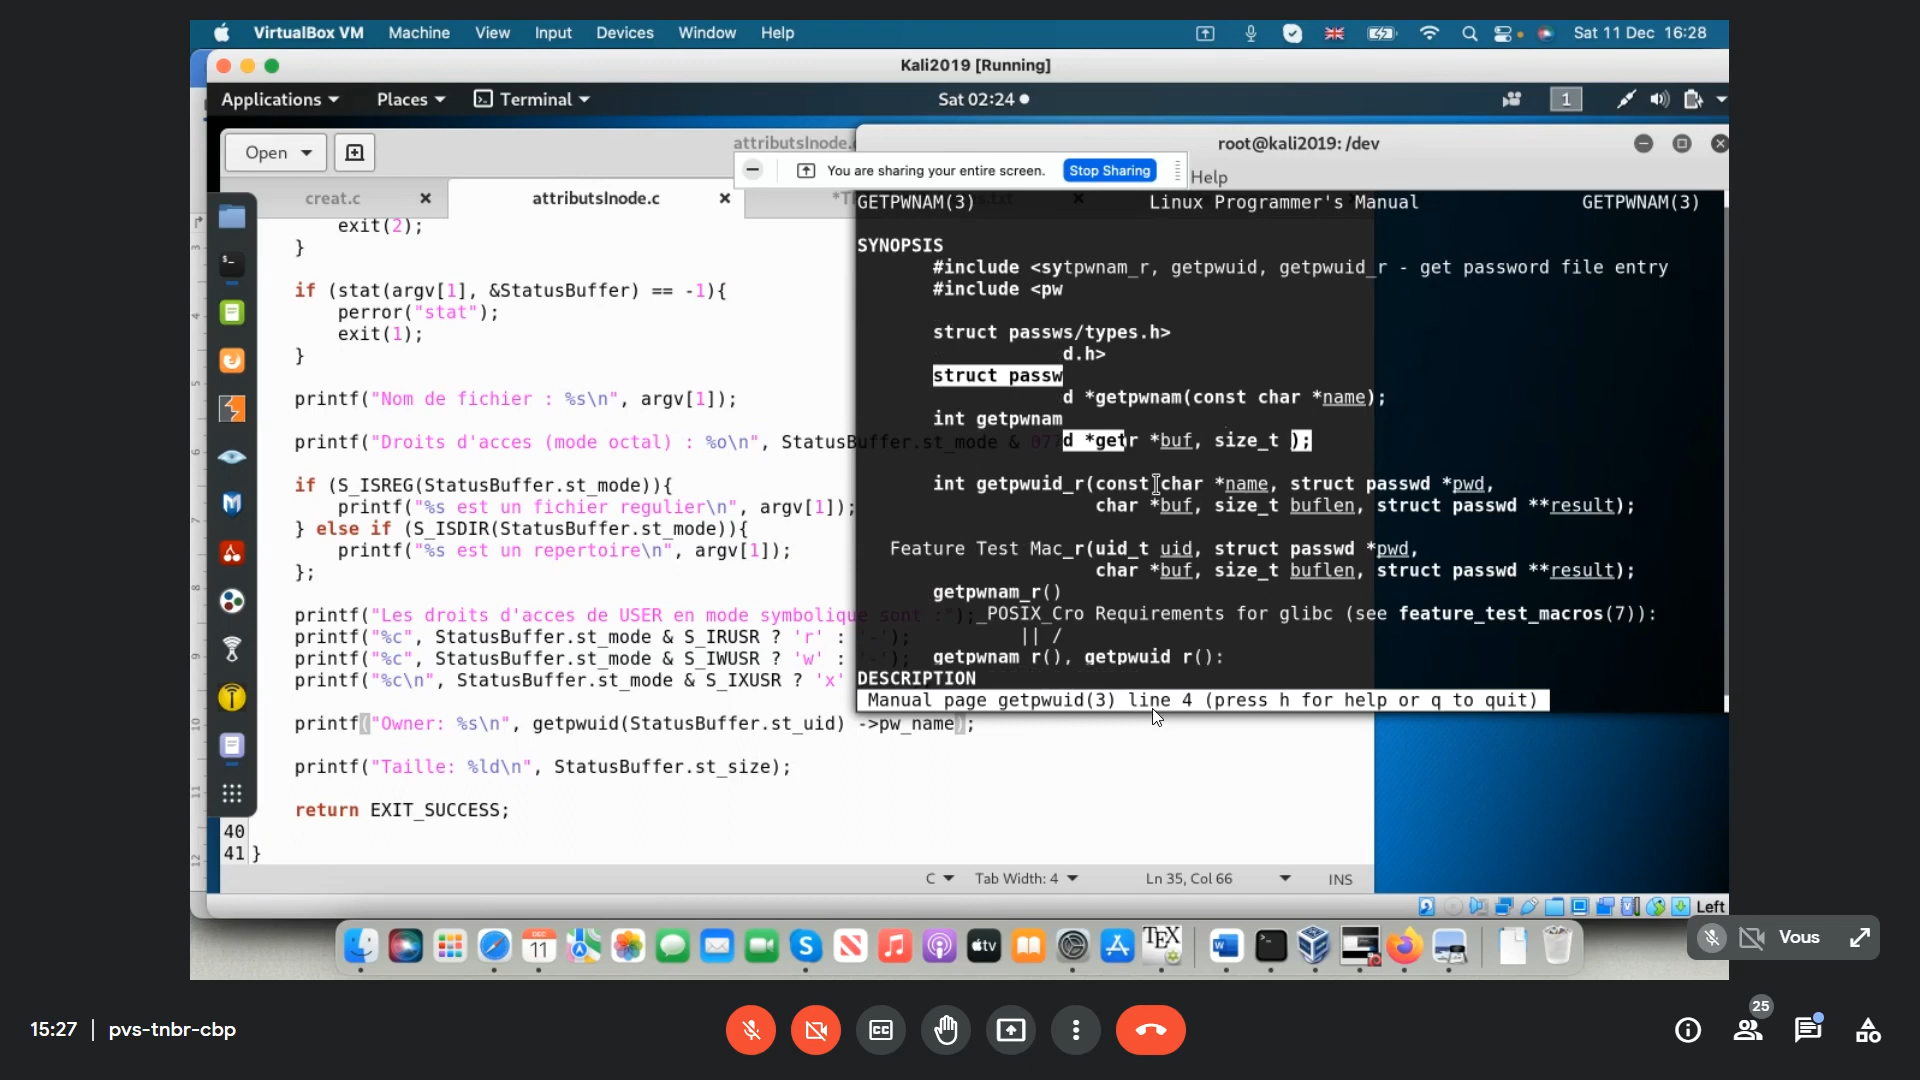 VirtualBox VM Machine View Input Devices Window Help Sat 11 Dec 16:28
Kali2019 [Running]
Applications Places Terminal Sat 02:24 1
Open
attributsInode.
root@kali2019: /dev
You are sharing your entire screen. Stop Sharing
Help
creat.c
attributsInode.c
exit(2);
}
if (stat(argv[1], &StatusBuffer) == -1){
perror("stat");
exit(1);
}
printf("Nom de fichier : %s\n", argv[1]);
printf("Droits d'acces (mode octal) : %o\n", StatusBuffer.st_mode & 07
if (S_ISREG(StatusBuffer.st_mode)){
printf("%s est un fichier regulier\n", argv[1]);
} else if (S_ISDIR(StatusBuffer.st_mode)){
printf("%s est un repertoire\n", argv[1]);
};
printf("Les droits d'acces de USER en mode symbolique sont :");
printf("%c", StatusBuffer.st_mode & S_IRUSR ? 'r' : '-');
printf("%c", StatusBuffer.st_mode & S_IWUSR ? 'w' : '-');
printf("%c\n", StatusBuffer.st_mode & S_IXUSR ? 'x'
printf("Owner: %s\n", getpwuid(StatusBuffer.st_uid) ->pw_name);
printf("Taille: %ld\n", StatusBuffer.st_size);
return EXIT_SUCCESS;
40
41 }
C Tab Width: 4 Ln 35, Col 66 INS
GETPWNAM(3) Linux Programmer's Manual GETPWNAM(3)
SYNOPSIS
#include <sytpwnam_r, getpwuid, getpwuid_r - get password file entry
#include <pw
struct passws/types.h>
d.h>
struct passw
d *getpwnam(const char *name);
int getpwnam
d *getr *buf, size_t );
int getpwuid_r(const char *name, struct passwd *pwd,
char *buf, size_t buflen, struct passwd **result);
Feature Test Mac_r(uid_t uid, struct passwd *pwd,
char *buf, size_t buflen, struct passwd **result);
getpwnam_r()
_POSIX_Cro Requirements for glibc (see feature_test_macros(7)):
|| /
getpwnam_r(), getpwuid_r():
DESCRIPTION
Manual page getpwuid(3) line 4 (press h for help or q to quit)
Left
DEC
11
tv
TEX
Vous
15:27 | pvs-tnbr-cbp
CC
25